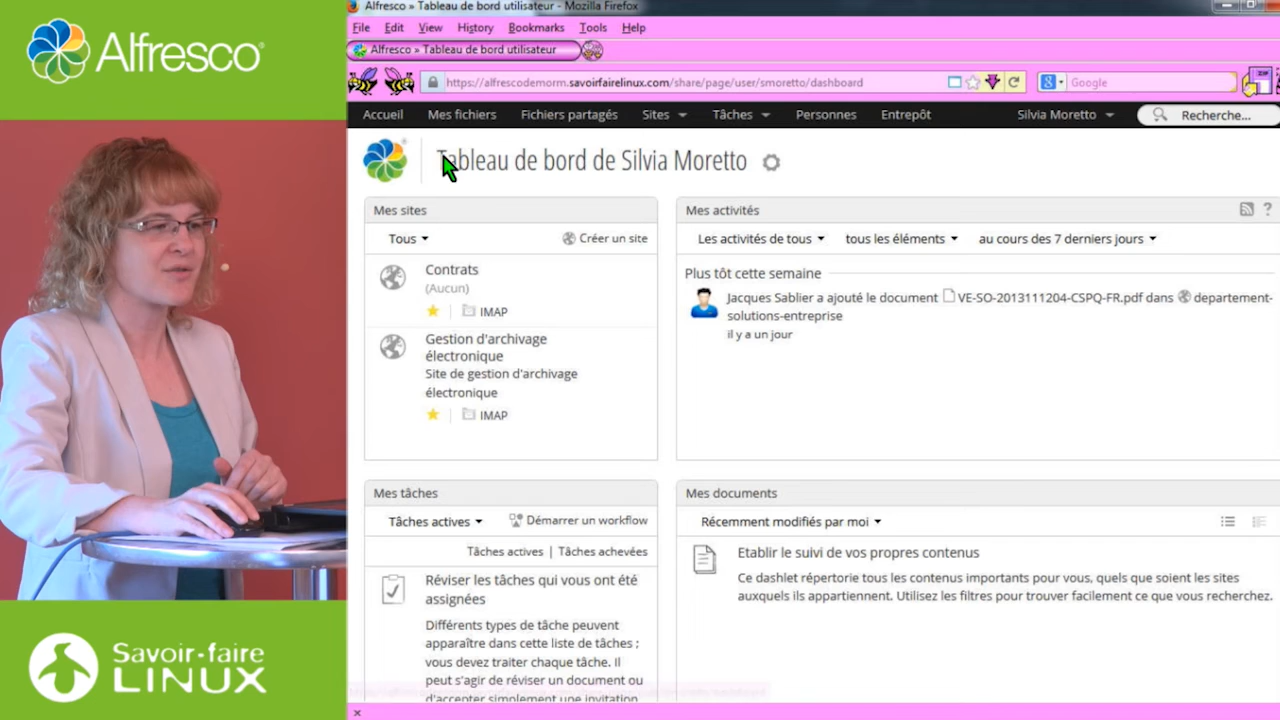 Alfresco
Alfresco » Tableau de bord utilisateur - Mozilla Firefox
File Edit View History Bookmarks Tools Help
Alfresco » Tableau de bord utilisateur
https://alfrescodemorm.savoirfairelinux.com/share/page/user/smoretto/dashboard
Google
Accueil Mes fichiers Fichiers partagés Sites Tâches Personnes Entrepôt Silvia Moretto Recherche...
Tableau de bord de Silvia Moretto
Mes sites
Tous Créer un site
Contrats
(Aucun)
IMAP
Gestion d'archivage
électronique
Site de gestion d'archivage
électronique
IMAP
Mes activités ?
Les activités de tous tous les éléments au cours des 7 derniers jours
Plus tôt cette semaine
Jacques Sablier a ajouté le document VE-SO-2013111204-CSPQ-FR.pdf dans departement-
solutions-entreprise
il y a un jour
Mes tâches
Tâches actives Démarrer un workflow
Tâches actives | Tâches achevées
Réviser les tâches qui vous ont été
assignées
Différents types de tâche peuvent
apparaître dans cette liste de tâches ;
vous devez traiter chaque tâche. Il
peut s'agir de réviser un document ou
d'accepter simplement une invitation
Mes documents
Récemment modifiés par moi
Etablir le suivi de vos propres contenus
Ce dashlet répertorie tous les contenus importants pour vous, quels que soient les sites
auxquels ils appartiennent. Utilisez les filtres pour trouver facilement ce que vous recherchez.
Savoir-faire
LINUX